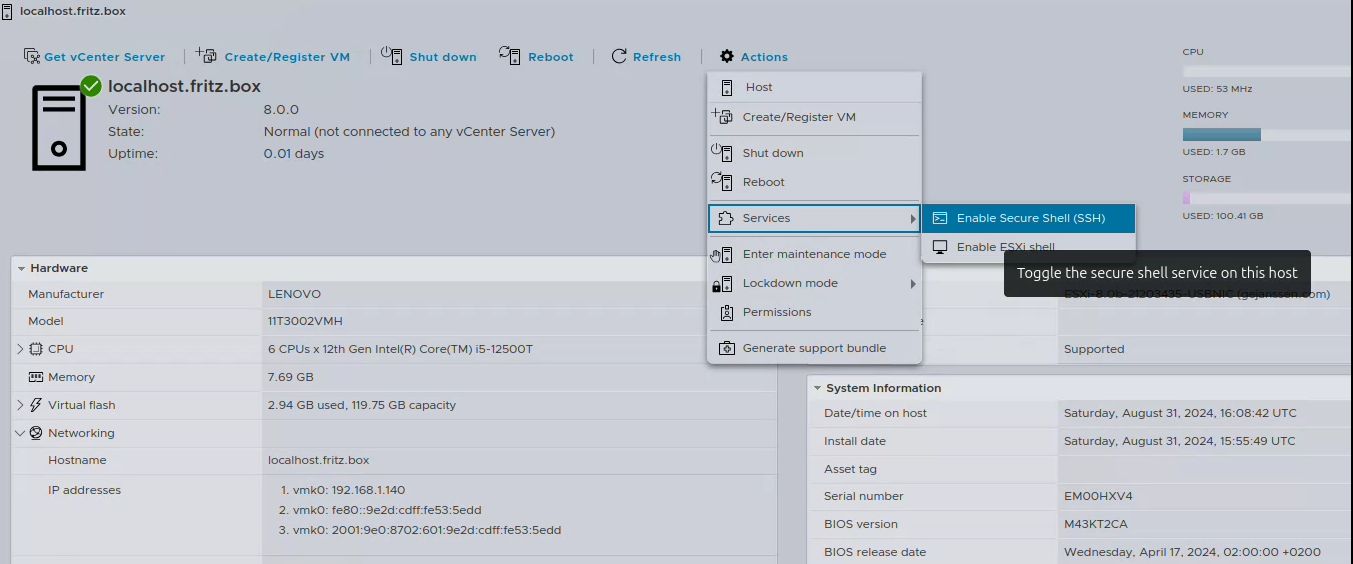 localhost.fritz.box
Get vCenter Server Create/Register VM Shut down Reboot Refresh Actions
localhost.fritz.box
Version: 8.0.0
State: Normal (not connected to any vCenter Server)
Uptime: 0.01 days
CPU
USED: 53 MHz
MEMORY
USED: 1.7 GB
STORAGE
USED: 100.41 GB
Host
Create/Register VM
Shut down
Reboot
Services
Enter maintenance mode
Lockdown mode
Permissions
Generate support bundle
Enable Secure Shell (SSH)
Enable ESXi shell
Toggle the secure shell service on this host
Hardware
Manufacturer LENOVO
Model 11T3002VMH
CPU 6 CPUs x 12th Gen Intel(R) Core(TM) i5-12500T
Memory 7.69 GB
Virtual flash 2.94 GB used, 119.75 GB capacity
Networking
Hostname localhost.fritz.box
IP addresses 1. vmk0: 192.168.1.140
2. vmk0: fe80::9e2d:cdff:fe53:5edd
3. vmk0: 2001:9e0:8702:601:9e2d:cdff:fe53:5edd
ESXi-8.0b-21203435-USBNIC (gejanssen.com)
Supported
System Information
Date/time on host Saturday, August 31, 2024, 16:08:42 UTC
Install date Saturday, August 31, 2024, 15:55:49 UTC
Asset tag
Serial number EM00HXV4
BIOS version M43KT2CA
BIOS release date Wednesday, April 17, 2024, 02:00:00 +0200